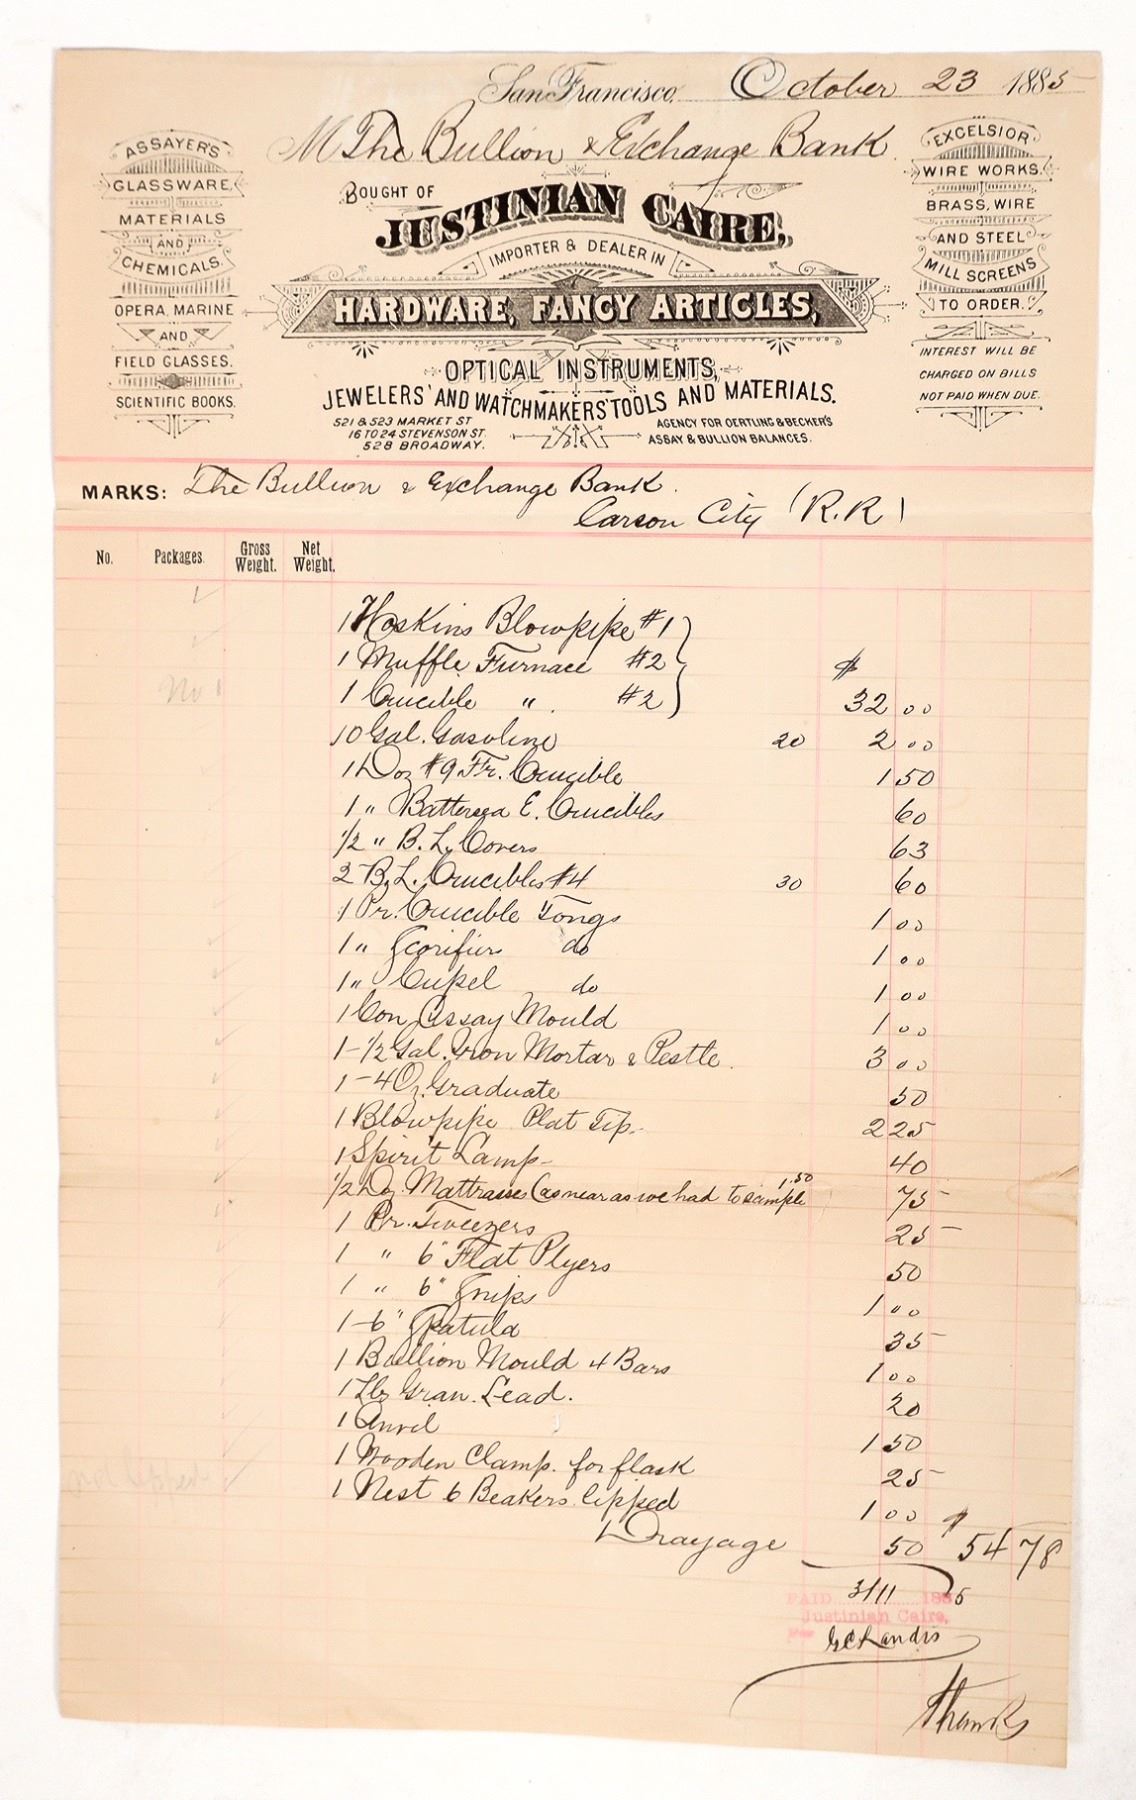 San Francisco, October 23 1885
M The Bullion & Exchange Bank
BOUGHT OF
JUSTINIAN CAIRE,
IMPORTER & DEALER IN
HARDWARE, FANCY ARTICLES,
OPTICAL INSTRUMENTS,
JEWELERS' AND WATCHMAKERS' TOOLS AND MATERIALS.
521 & 523 MARKET ST
16 TO 24 STEVENSON ST.
528 BROADWAY.
AGENCY FOR OERTLING & BECKER'S
ASSAY & BULLION BALANCES.
ASSAYER'S
GLASSWARE,
MATERIALS
AND
CHEMICALS.
OPERA, MARINE
AND
FIELD GLASSES.
SCIENTIFIC BOOKS.
EXCELSIOR
WIRE WORKS.
BRASS, WIRE
AND STEEL
MILL SCREENS
TO ORDER.
INTEREST WILL BE
CHARGED ON BILLS
NOT PAID WHEN DUE.
MARKS: The Bullion & Exchange Bank.
Carson City (R.R)
No. Packages. Gross Weight. Net Weight.
1 Hoskins Blowpipe #1
1 Muffle Furnace #2 $
No 1 1 Crucible " #2 32 00
10 Gal. Gasoline 20 2 00
1 Doz #9 Fr. Crucible 1 50
1 " Battersea E. Crucibles 60
1/2 " B.L. Covers 63
2 B.L. Crucibles #4 30 60
1 Pr. Crucible Tongs 1 00
1 " Scorifier do 1 00
1 " Cupel do 1 00
1 Con. Assay Mould 1 00
1-1/2 Gal. Iron Mortar & Pestle. 3 00
1-4 Oz. Graduate 50
1 Blowpipe Plat Tip 2 25
1 Spirit Lamp 40
1/2 Doz. Mattrasses (as near as we had to sample 1.50 75
1 Pr. Tweezers 25
1 " 6" Flat Plyers 50
1 " 6" Snips 1 00
1-6" Spatula 35
1 Bullion Mould 4 Bars 1 00
1 Lb Gran. Lead. 20
1 Anvil 1 50
1 Wooden Clamp. for flask 25
not lipped 1 Nest 6 Beakers lipped 1 00 $
Drayage 50 54 78
PAID 3/11 1885
Justinian Caire,
Per G C Landis
Thanks